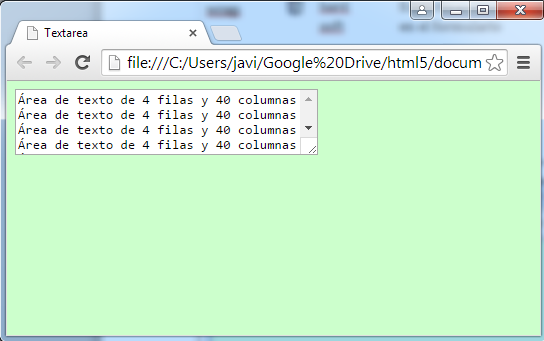 Textarea
file:///C:/Users/javi/Google%20Drive/html5/docum
Área de texto de 4 filas y 40 columnas
Área de texto de 4 filas y 40 columnas
Área de texto de 4 filas y 40 columnas
Área de texto de 4 filas y 40 columnas